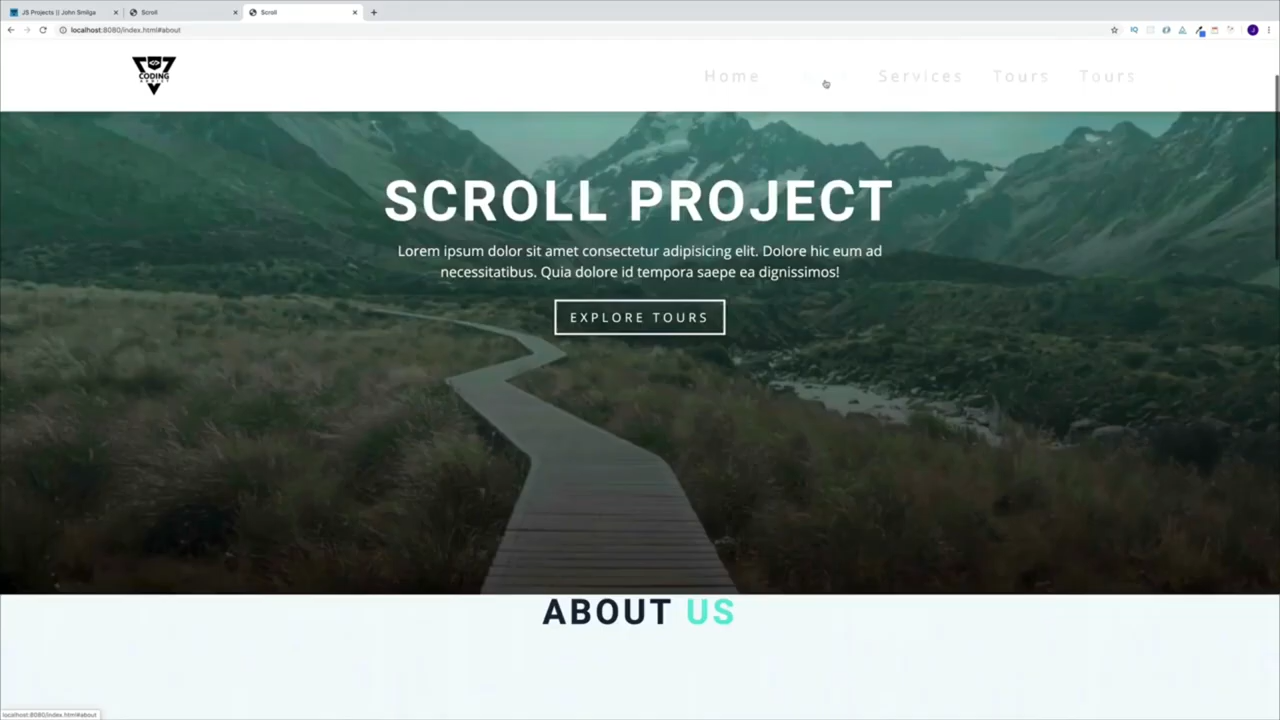 JS Projects || John Smilga
Scroll
Scroll
localhost:8080/index.html#about
CODING
ADDICT
Home
Services
Tours
Tours
SCROLL PROJECT
Lorem ipsum dolor sit amet consectetur adipisicing elit. Dolore hic eum ad
necessitatibus. Quia dolore id tempora saepe ea dignissimos!
EXPLORE TOURS
ABOUT US
localhost:8080/index.html#about